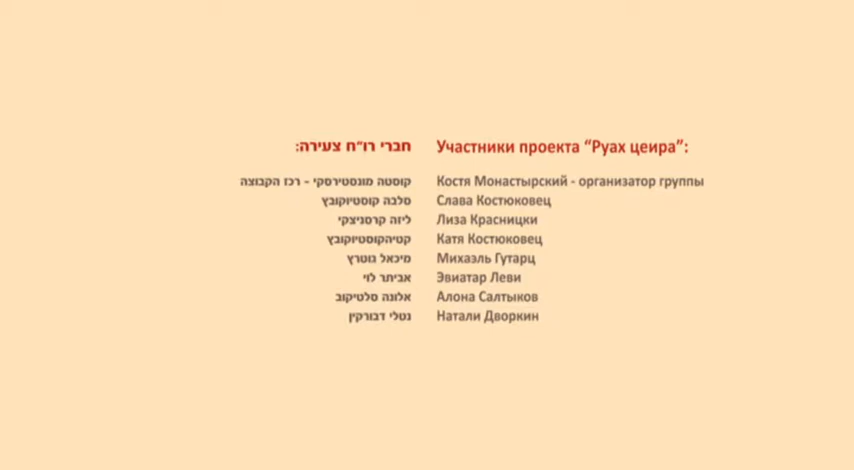 חברי רו"ח צעירה:
קוסטה מונסטירסקי - רכז הקבוצה
סלבה קוסטיוקובץ
ליזה קרסניצקי
קטיהקוסטיוקובץ
מיכאל גוטרץ
אביתר לוי
אלונה סלטיקוב
נטלי דבורקין
Участники проекта “Руах цеира”:
Костя Монастырский - организатор группы
Слава Костюковец
Лиза Красницки
Катя Костюковец
Михаэль Гутарц
Эвиатар Леви
Алона Салтыков
Натали Дворкин